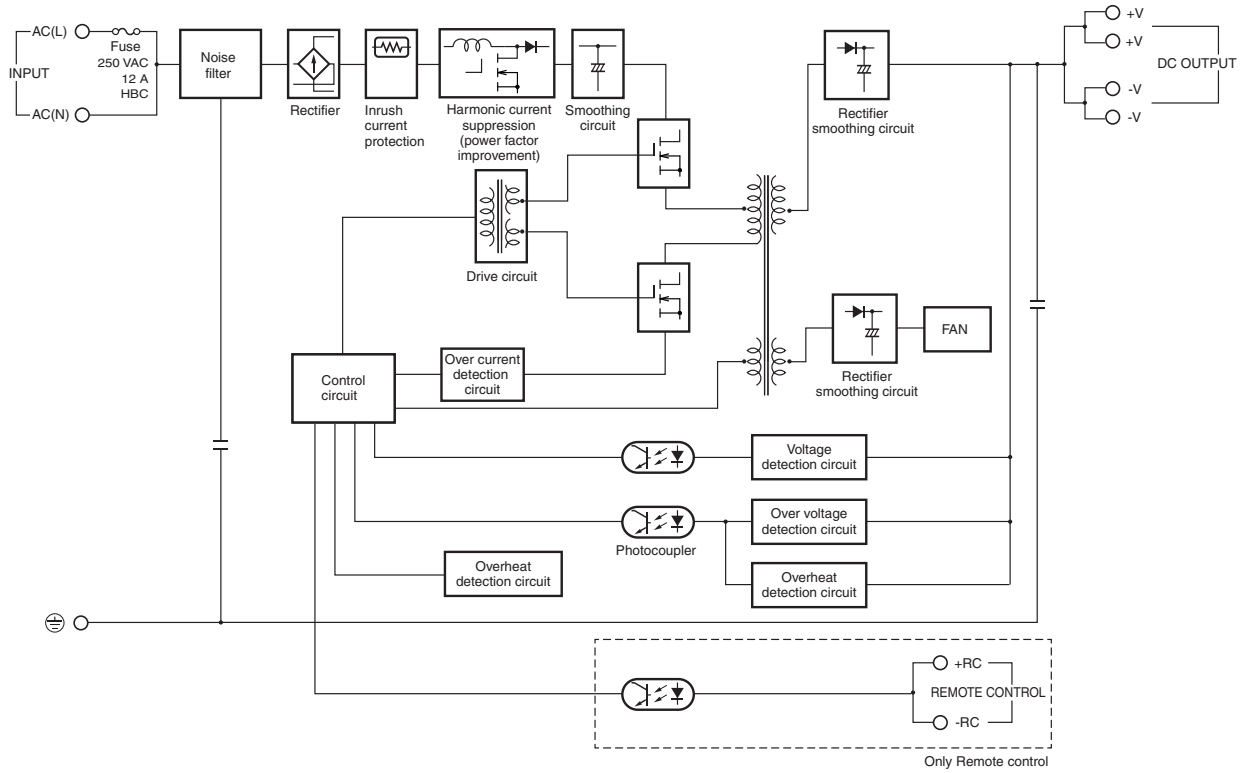 AC(L)
Fuse
250 VAC
12 A
HBC
INPUT
AC(N)
Noise
filter
Rectifier
Inrush
current
protection
Harmonic current
suppression
(power factor
improvement)
Smoothing
circuit
Rectifier
smoothing circuit
+V
+V
DC OUTPUT
-V
-V
Drive circuit
Control
circuit
Over current
detection
circuit
Rectifier
smoothing circuit
FAN
Voltage
detection circuit
Over voltage
detection circuit
Photocoupler
Overheat
detection circuit
Overheat
detection circuit
+RC
REMOTE CONTROL
-RC
Only Remote control